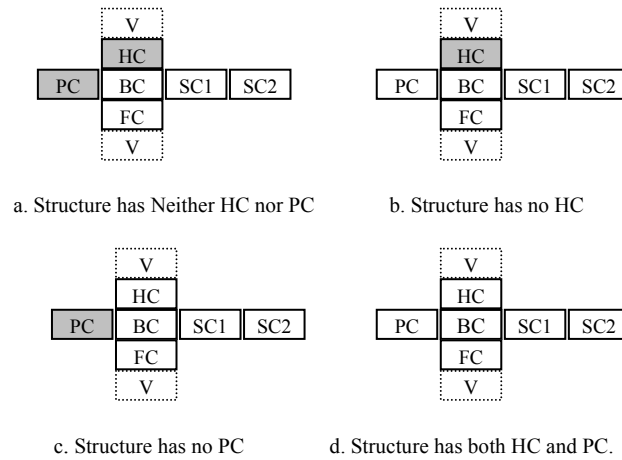 V V
HC HC
PC BC SC1 SC2 PC BC SC1 SC2
FC FC
V V
a. Structure has Neither HC nor PC b. Structure has no HC
V V
HC HC
PC BC SC1 SC2 PC BC SC1 SC2
FC FC
V V
c. Structure has no PC d. Structure has both HC and PC.